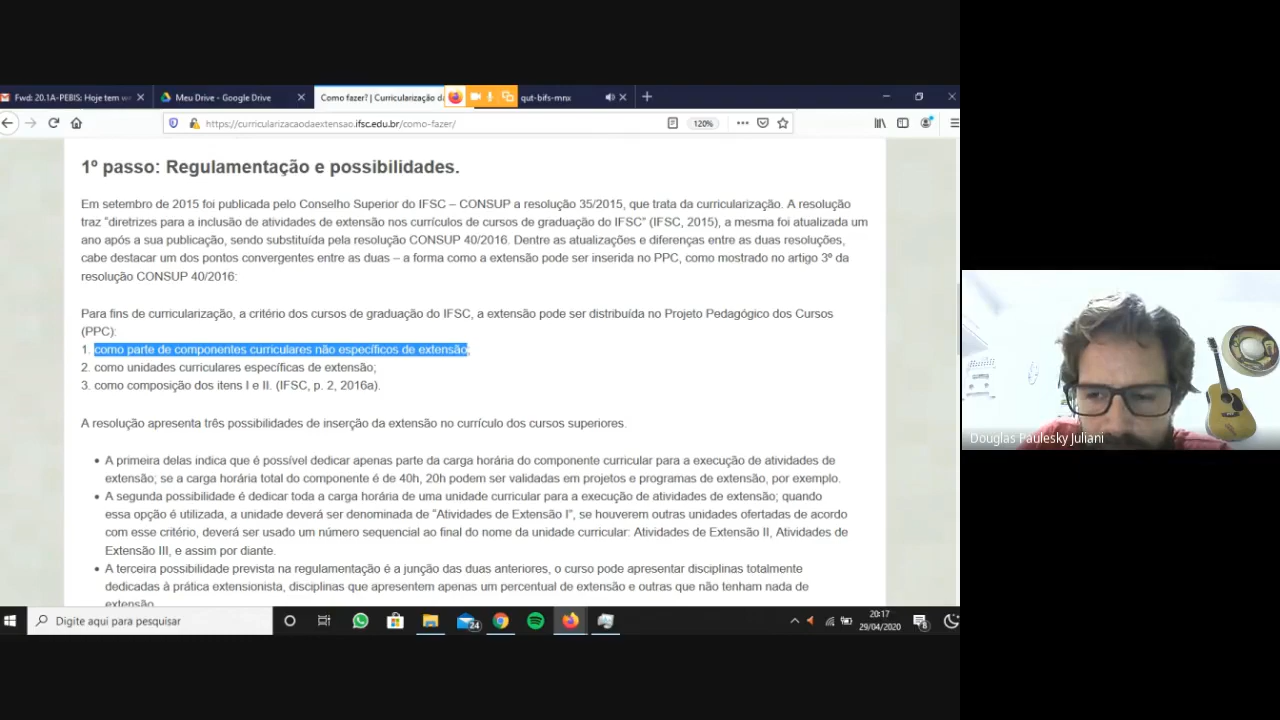 Fwd: 20.1A-PEBIS: Hoje tem
Meu Drive - Google Drive
Como fazer? | Curricularização da
qut-bifs-mnx
https://curricularizacaodaextensao.ifsc.edu.br/como-fazer/
120%
1º passo: Regulamentação e possibilidades.
Em setembro de 2015 foi publicada pelo Conselho Superior do IFSC – CONSUP a resolução 35/2015, que trata da curricularização. A resolução
traz “diretrizes para a inclusão de atividades de extensão nos currículos de cursos de graduação do IFSC” (IFSC, 2015), a mesma foi atualizada um
ano após a sua publicação, sendo substituída pela resolução CONSUP 40/2016. Dentre as atualizações e diferenças entre as duas resoluções,
cabe destacar um dos pontos convergentes entre as duas – a forma como a extensão pode ser inserida no PPC, como mostrado no artigo 3º da
resolução CONSUP 40/2016:
Para fins de curricularização, a critério dos cursos de graduação do IFSC, a extensão pode ser distribuída no Projeto Pedagógico dos Cursos
(PPC):
1. como parte de componentes curriculares não específicos de extensão;
2. como unidades curriculares específicas de extensão;
3. como composição dos itens I e II. (IFSC, p. 2, 2016a).
A resolução apresenta três possibilidades de inserção da extensão no currículo dos cursos superiores.
• A primeira delas indica que é possível dedicar apenas parte da carga horária do componente curricular para a execução de atividades de
extensão; se a carga horária total do componente é de 40h, 20h podem ser validadas em projetos e programas de extensão, por exemplo.
• A segunda possibilidade é dedicar toda a carga horária de uma unidade curricular para a execução de atividades de extensão; quando
essa opção é utilizada, a unidade deverá ser denominada de “Atividades de Extensão I”, se houverem outras unidades ofertadas de acordo
com esse critério, deverá ser usado um número sequencial ao final do nome da unidade curricular: Atividades de Extensão II, Atividades de
Extensão III, e assim por diante.
• A terceira possibilidade prevista na regulamentação é a junção das duas anteriores, o curso pode apresentar disciplinas totalmente
dedicadas à prática extensionista, disciplinas que apresentem apenas um percentual de extensão e outras que não tenham nada de
extensão
Digite aqui para pesquisar
24
20:17
29/04/2020
8
Douglas Paulesky Juliani